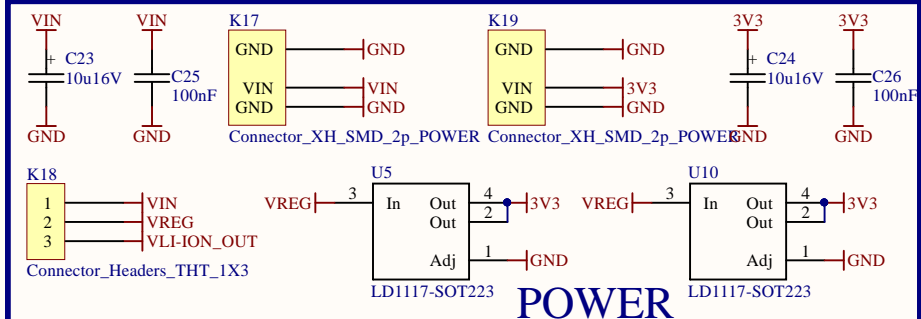 VIN
VIN
K17
K19
3V3
3V3
+ C23
10u16V
C25
100nF
GND
GND
GND
GND
VIN
VIN
GND
GND
Connector_XH_SMD_2p_POWER
GND
GND
VIN
3V3
GND
GND
Connector_XH_SMD_2p_POWER
+ C24
10u16V
C26
100nF
GND
GND
K18
1
VIN
2
VREG
3
VLI-ION_OUT
Connector_Headers_THT_1X3
U5
VREG
3
In
Out
4
3V3
Out
2
Adj
1
GND
LD1117-SOT223
U10
VREG
3
In
Out
4
3V3
Out
2
Adj
1
GND
LD1117-SOT223
POWER